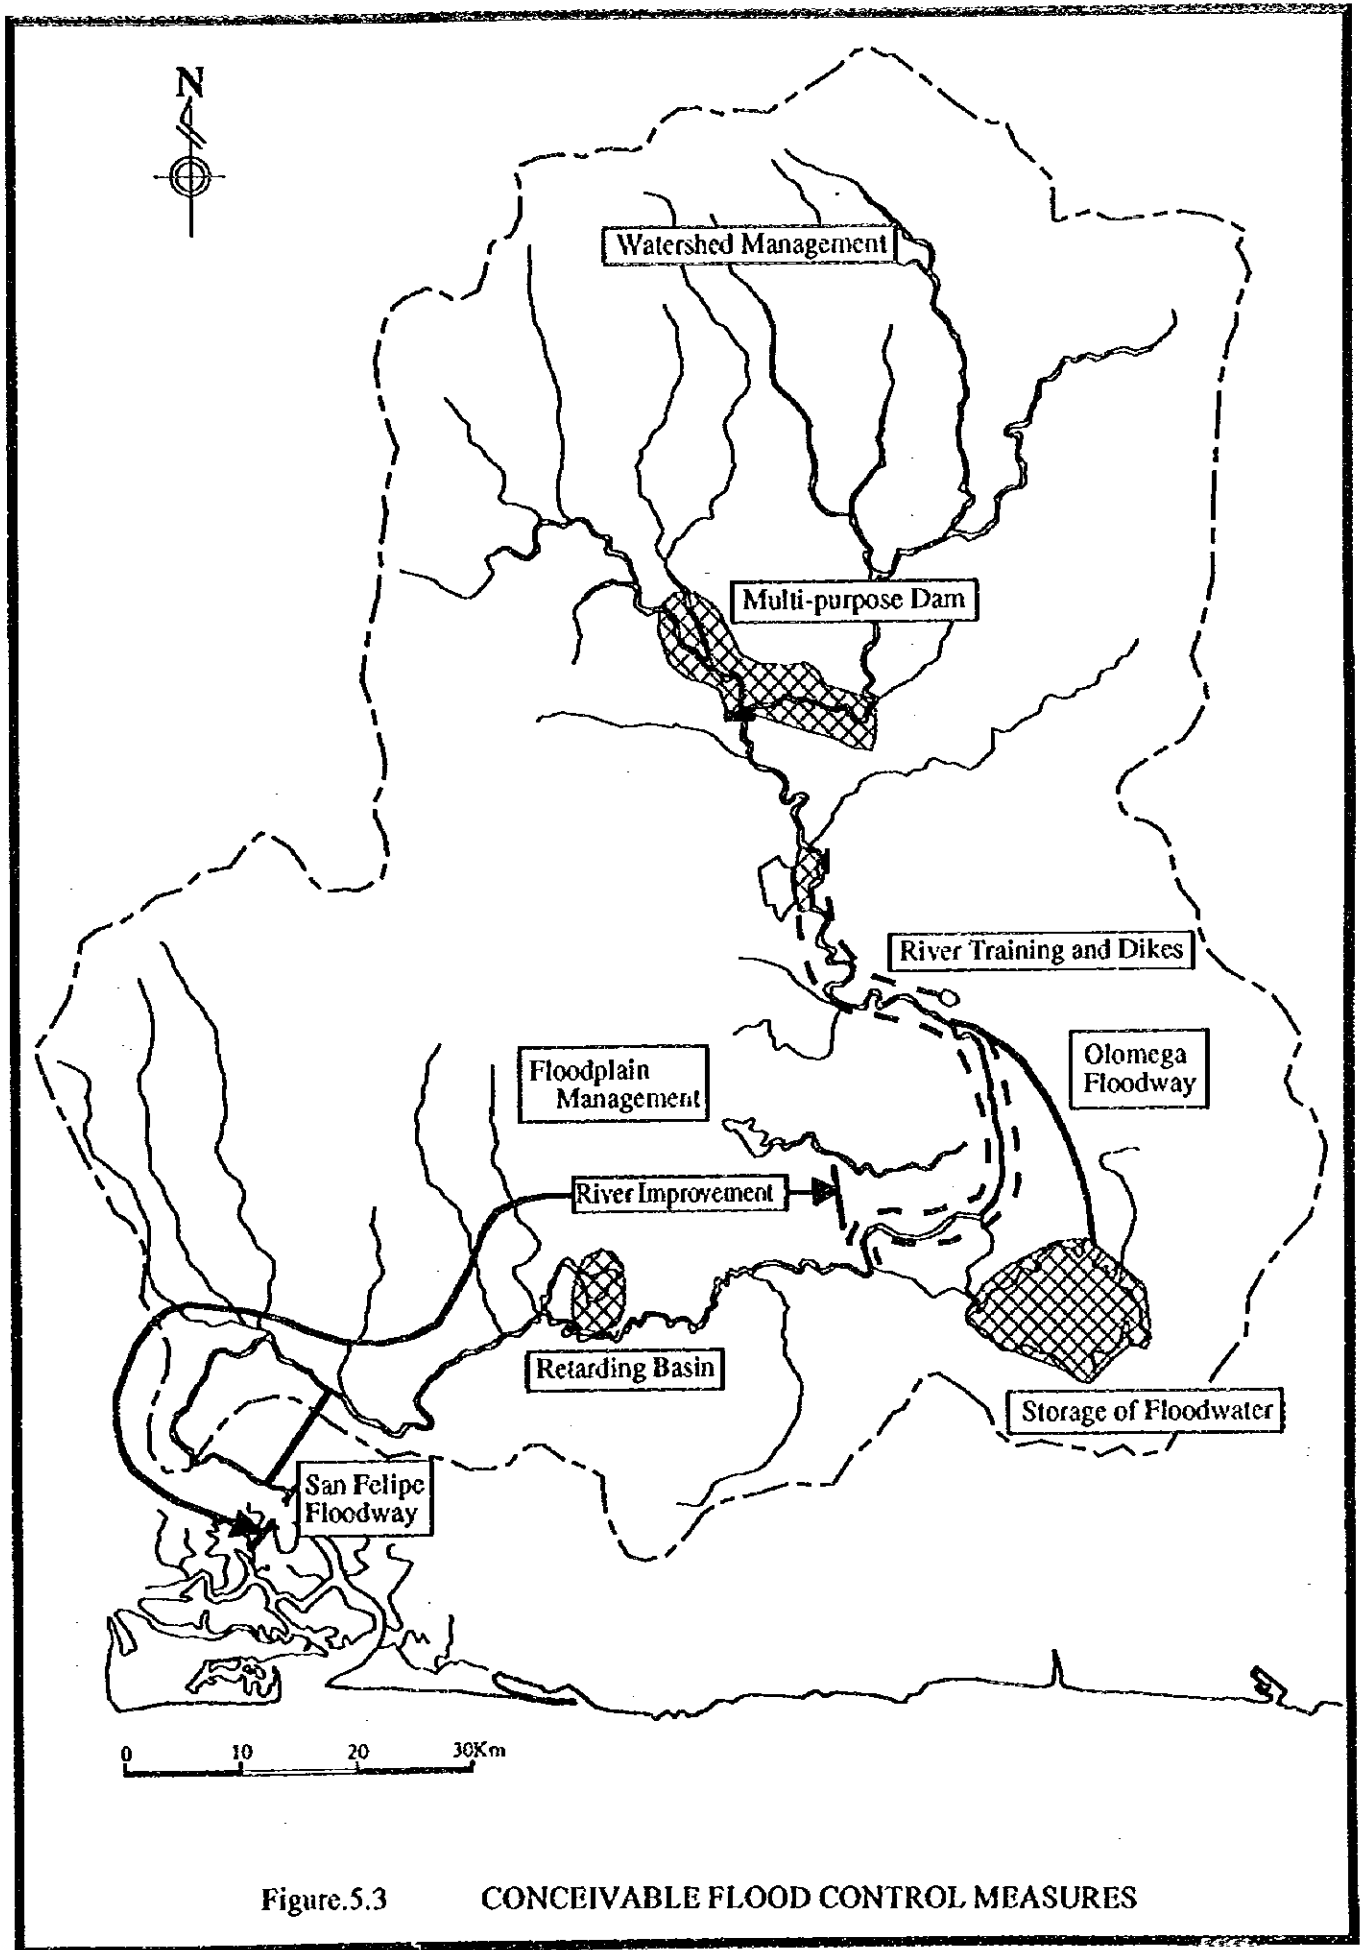 N
Watershed Management
Multi-purpose Dam
River Training and Dikes
Olomega
Floodway
Floodplain
Management
River Improvement
Retarding Basin
Storage of Floodwater
San Felipe
Floodway
0 10 20 30Km
Figure.5.3 CONCEIVABLE FLOOD CONTROL MEASURES